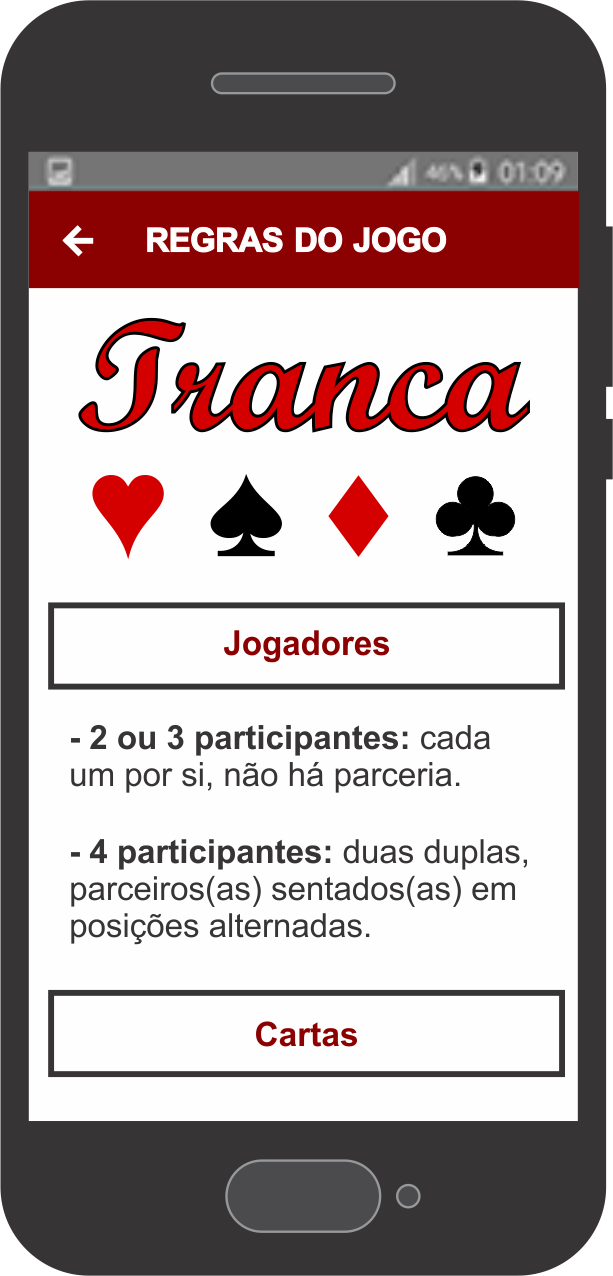 46% 01:09
REGRAS DO JOGO
Tranca
Jogadores
- 2 ou 3 participantes: cada
um por si, não há parceria.
- 4 participantes: duas duplas,
parceiros(as) sentados(as) em
posições alternadas.
Cartas